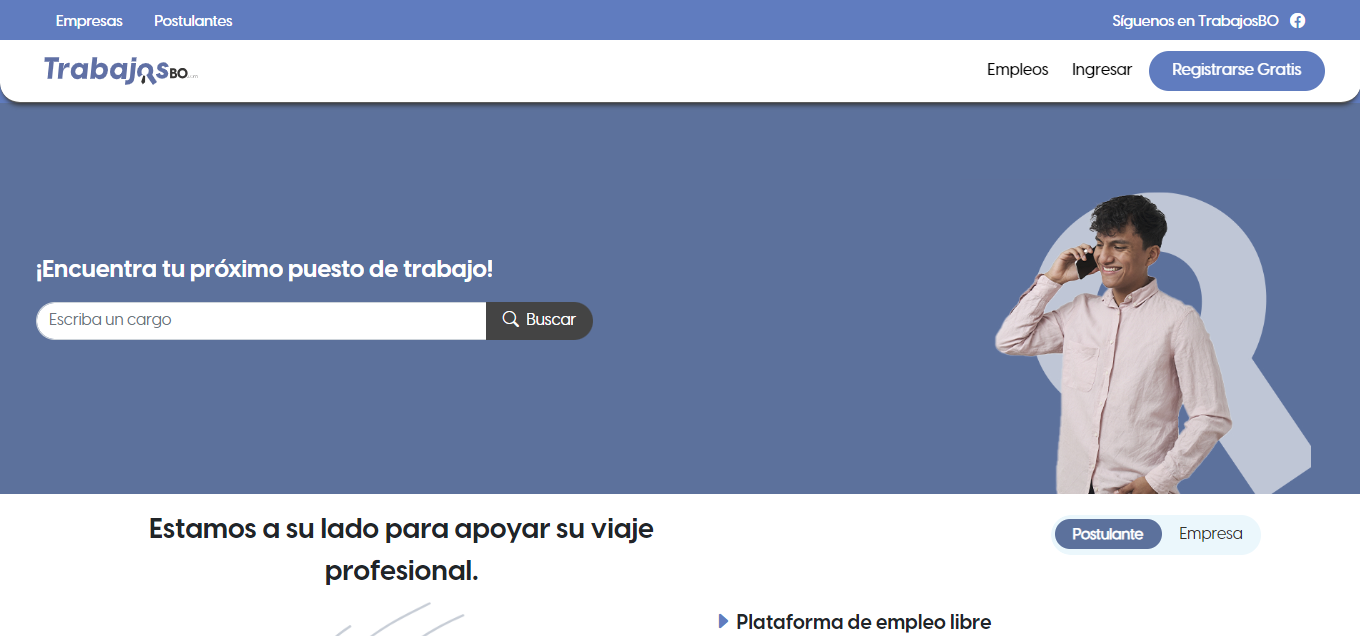 Empresas Postulantes Síguenos en TrabajosBO
TrabajosBO.com Empleos Ingresar Registrarse Gratis
¡Encuentra tu próximo puesto de trabajo!
Escriba un cargo Buscar
Estamos a su lado para apoyar su viaje
profesional.
Postulante Empresa
Plataforma de empleo libre